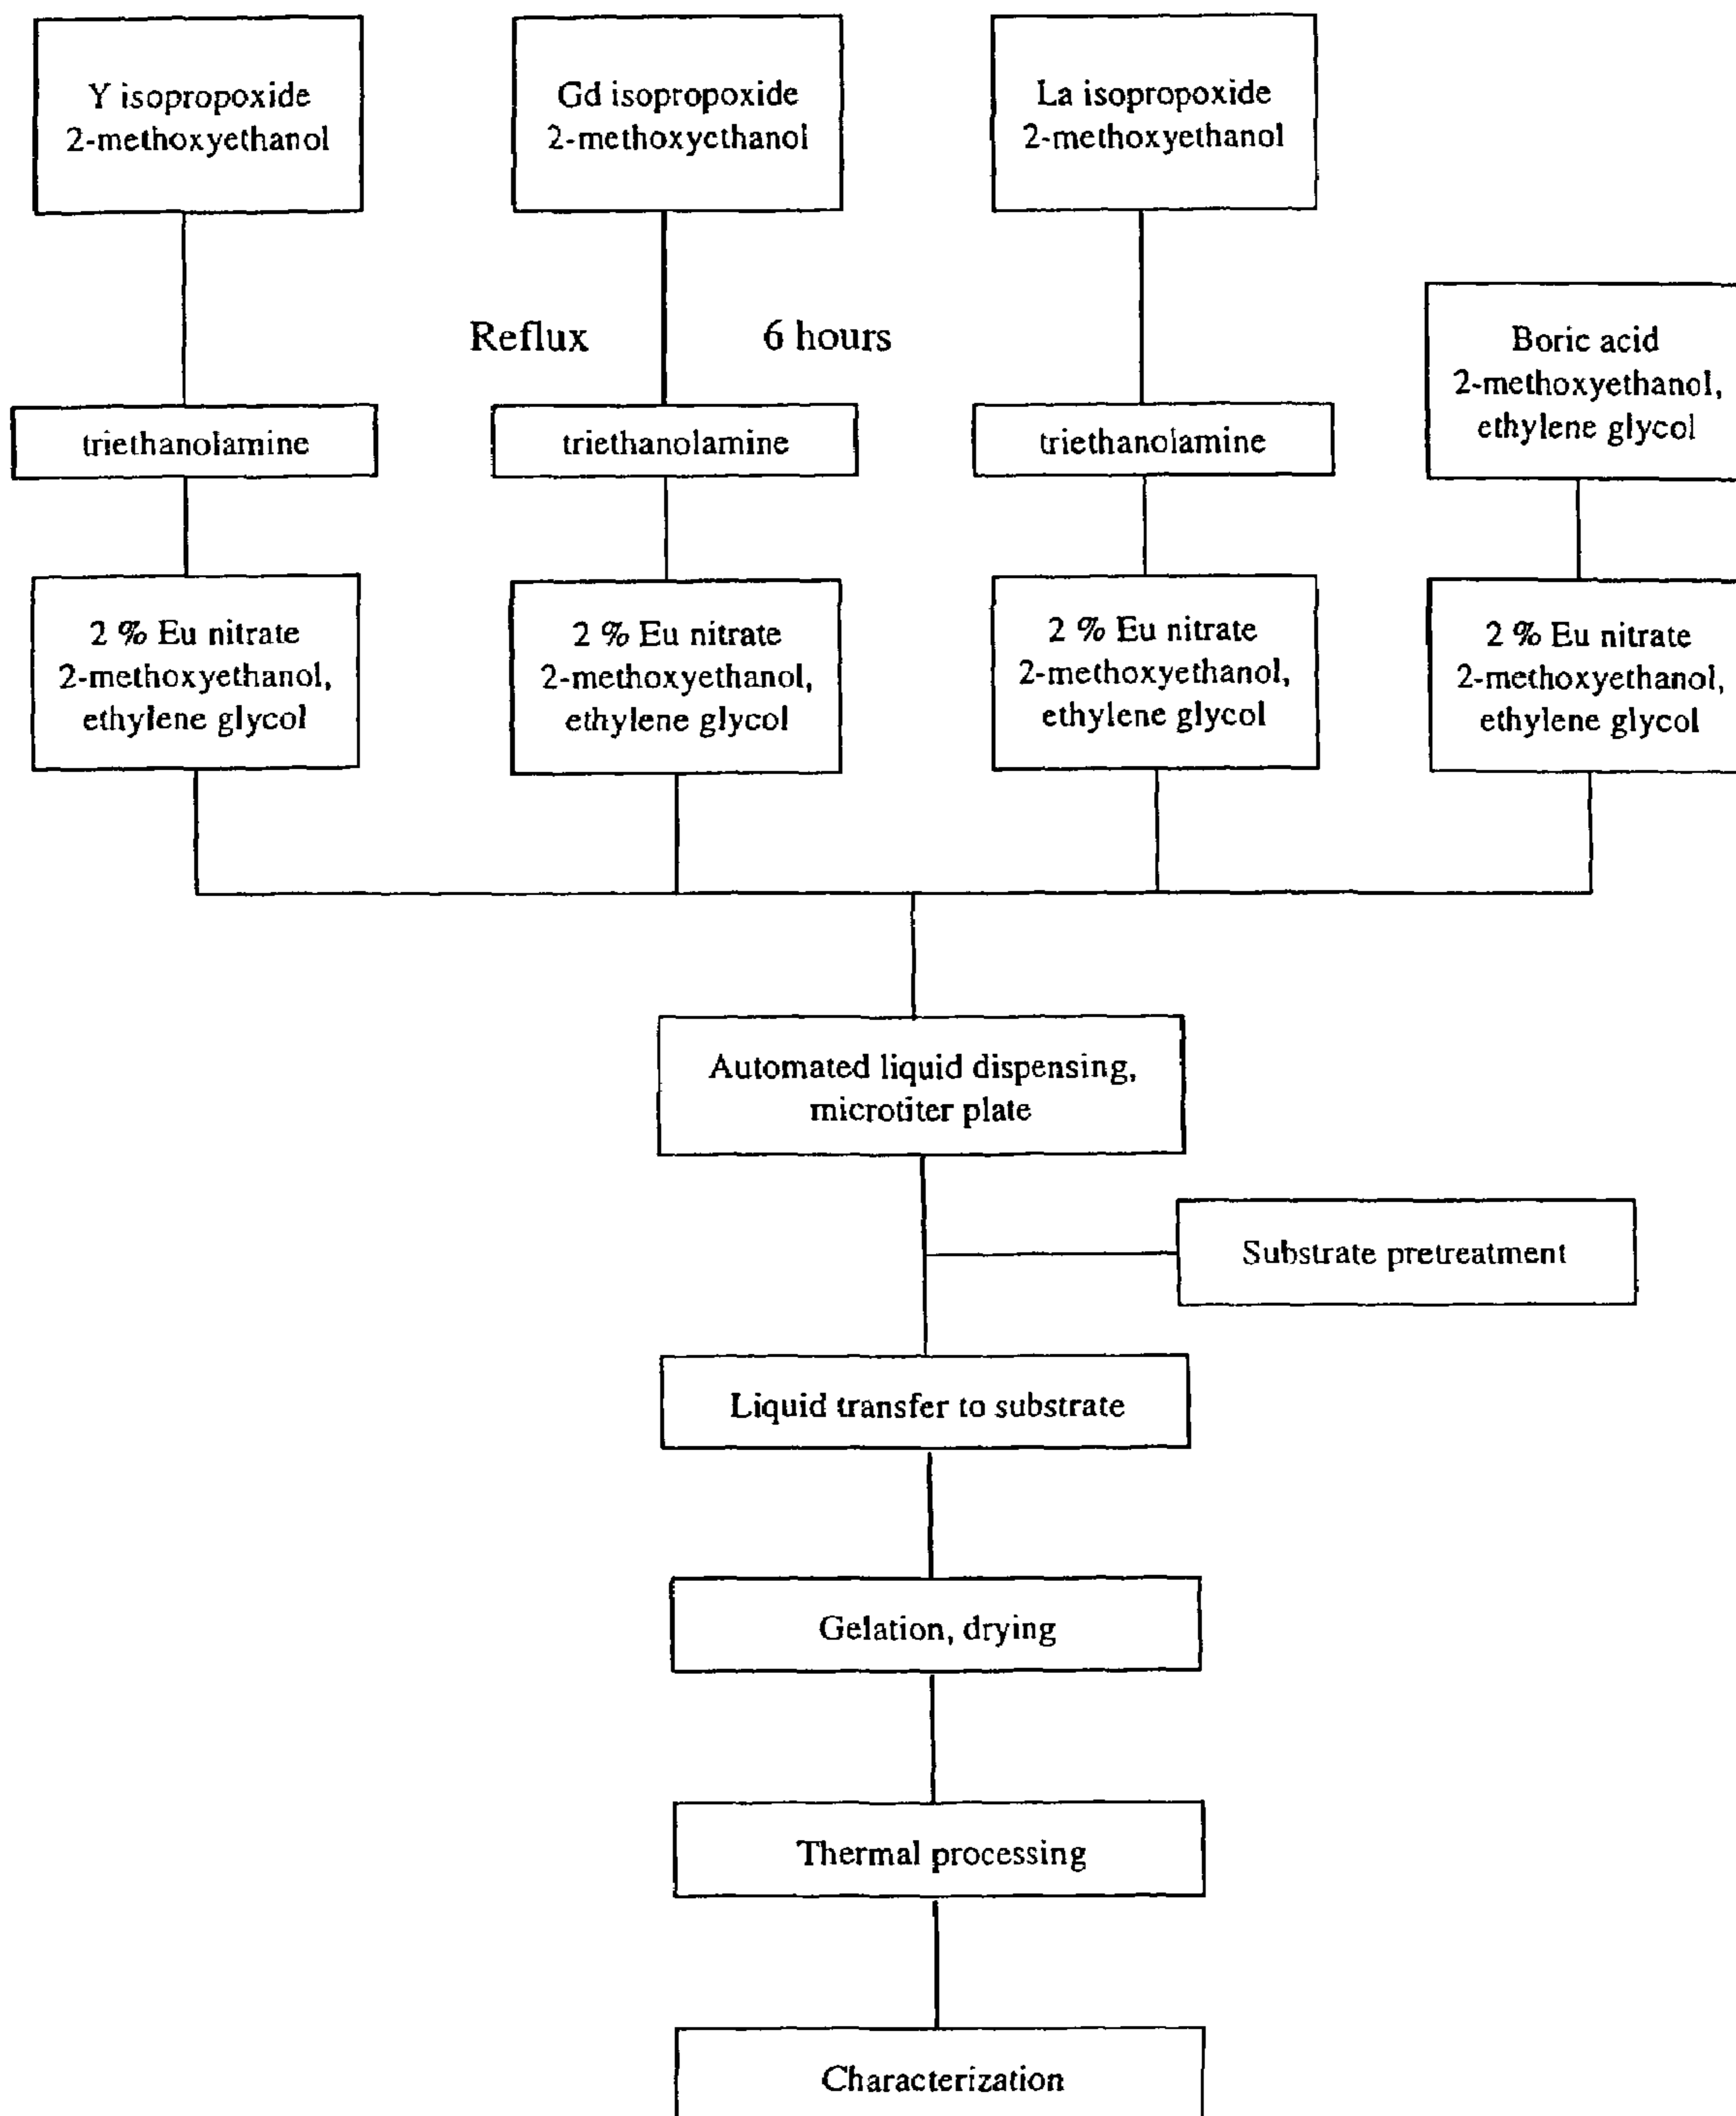 Y isopropoxide
2-methoxyethanol
Gd isopropoxide
2-methoxyethanol
La isopropoxide
2-methoxyethanol
Reflux
6 hours
Boric acid
2-methoxyethanol,
ethylene glycol
triethanolamine
triethanolamine
triethanolamine
2 % Eu nitrate
2-methoxyethanol,
ethylene glycol
2 % Eu nitrate
2-methoxyethanol,
ethylene glycol
2 % Eu nitrate
2-methoxyethanol,
ethylene glycol
2 % Eu nitrate
2-methoxyethanol,
ethylene glycol
Automated liquid dispensing,
microtiter plate
Substrate pretreatment
Liquid transfer to substrate
Gelation, drying
Thermal processing
Characterization